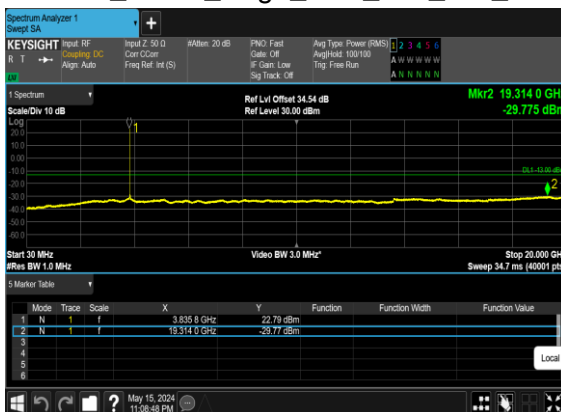 Spectrum Analyzer 1
Swept SA
KEYSIGHT Input: RF Input Z: 50 Ω #Atten: 20 dB PNO: Fast Avg Type: Power (RMS) 1 2 3 4 5 6
R T Coupling: DC Corr CCorr Gate: Off Avg|Hold: 100/100 A W W W W W
Align: Auto Freq Ref: Int (S) IF Gain: Low Trig: Free Run
LNI Sig Track: Off A N N N N N
1 Spectrum Ref Lvl Offset 34.54 dB Mkr2 19.314 0 GH
Scale/Div 10 dB Ref Level 30.00 dBm -29.775 dBm
Log
20.0
10.0
0.00
-10.0
-20.0
-30.0
-40.0
-50.0
-60.0
1
DL1 -13.00 dB
2
Start 30 MHz Video BW 3.0 MHz* Stop 20.000 GH
#Res BW 1.0 MHz Sweep 34.7 ms (40001 pts
5 Marker Table
Mode Trace Scale X Y Function Function Width Function Value
1 N 1 f 3.835 8 GHz 22.79 dBm
2 N 1 f 19.314 0 GHz -29.77 dBm
3
4
5
6
Local
May 15, 2024
11:08:48 PM